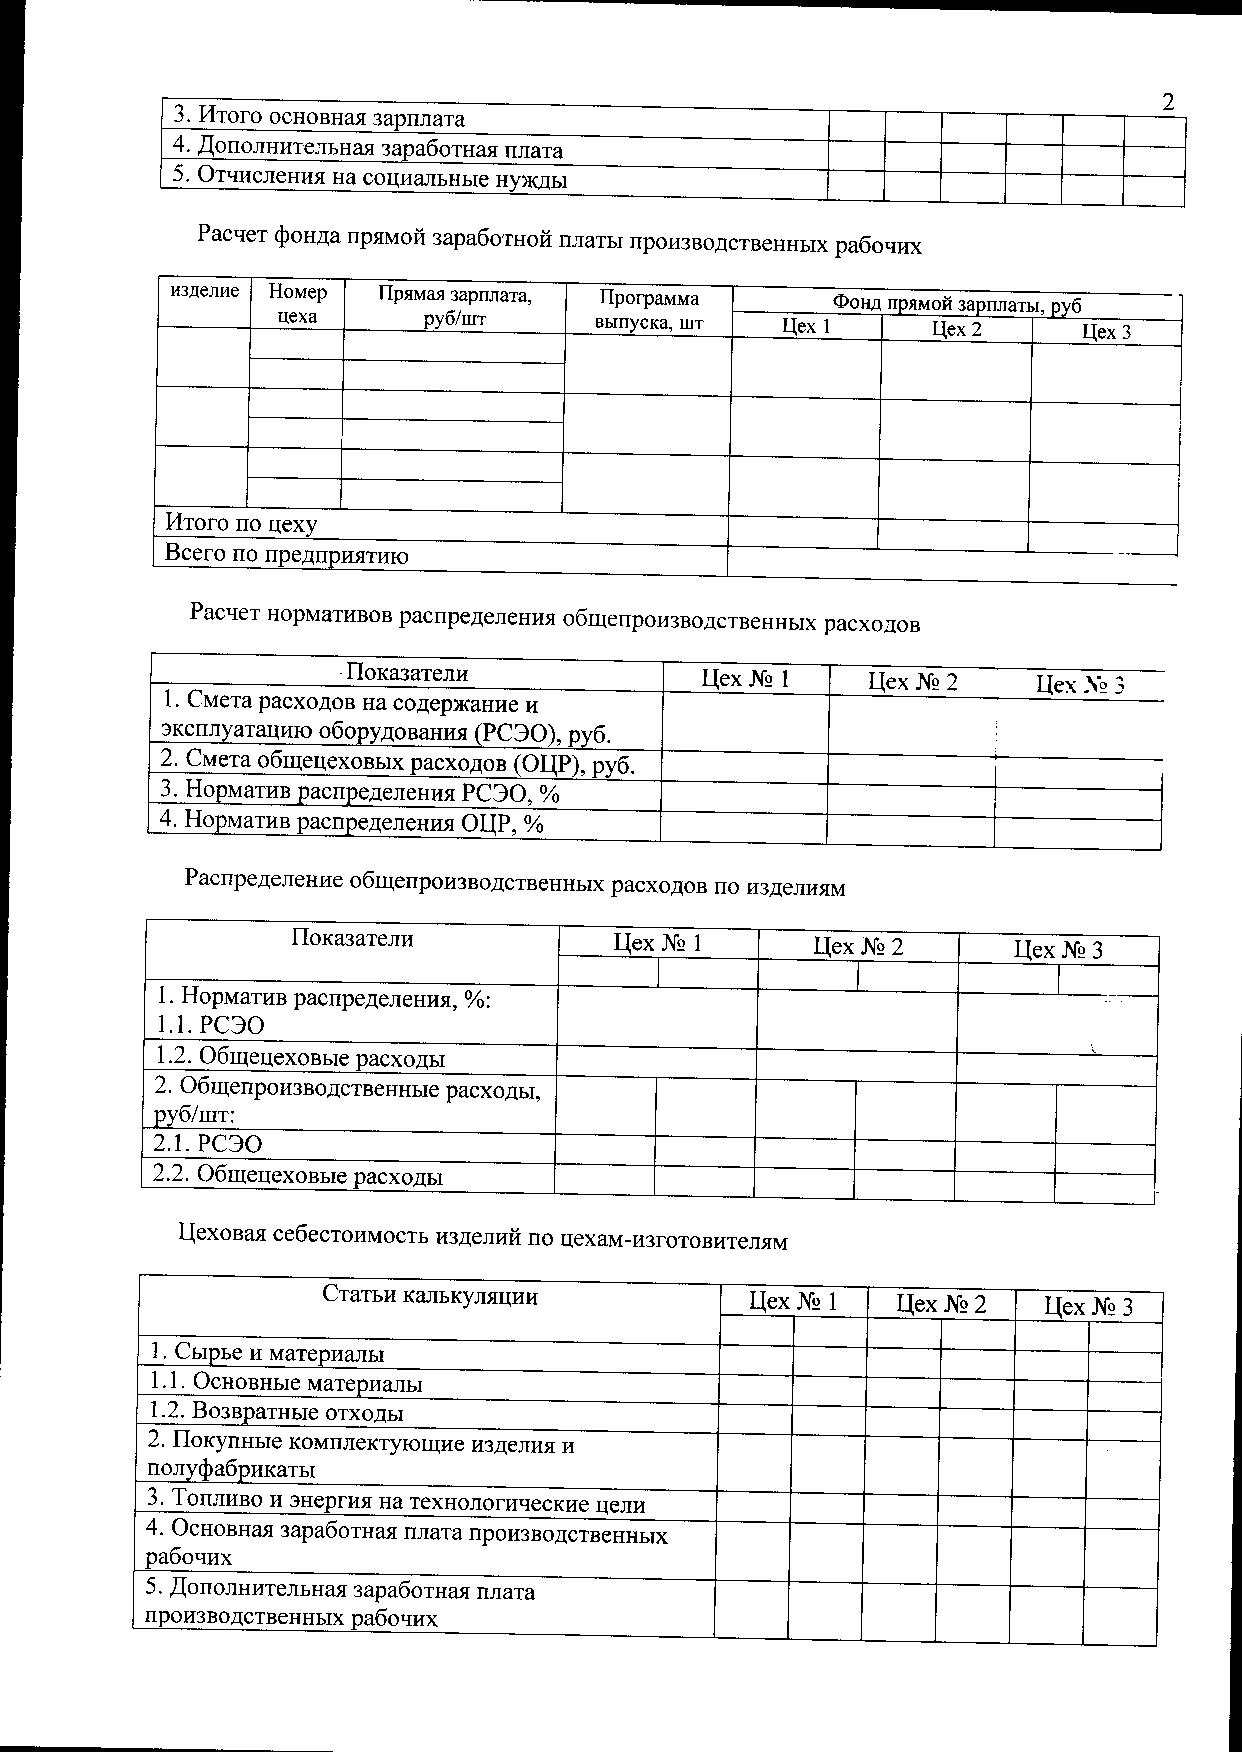 2
3. Итого основная зарплата
4. Дополнительная заработная плата
5. Отчисления на социальные нужды
Расчет фонда прямой заработной платы производственных рабочих
изделие Номер цеха Прямая зарплата, руб/шт Программа выпуска, шт Фонд прямой зарплаты, руб
Цех 1 Цех 2 Цех 3
Итого по цеху
Всего по предприятию
Расчет нормативов распределения общепроизводственных расходов
Показатели Цех № 1 Цех № 2 Цех № 3
1. Смета расходов на содержание и
эксплуатацию оборудования (РСЭО), руб.
2. Смета общецеховых расходов (ОЦР), руб.
3. Норматив распределения РСЭО, %
4. Норматив распределения ОЦР, %
Распределение общепроизводственных расходов по изделиям
Показатели Цех № 1 Цех № 2 Цех № 3
1. Норматив распределения, %:
1.1. РСЭО
1.2. Общецеховые расходы
2. Общепроизводственные расходы,
руб/шт:
2.1. РСЭО
2.2. Общецеховые расходы
Цеховая себестоимость изделий по цехам-изготовителям
Статьи калькуляции Цех № 1 Цех № 2 Цех № 3
1. Сырье и материалы
1.1. Основные материалы
1.2. Возвратные отходы
2. Покупные комплектующие изделия и
полуфабрикаты
3. Топливо и энергия на технологические цели
4. Основная заработная плата производственных
рабочих
5. Дополнительная заработная плата
производственных рабочих